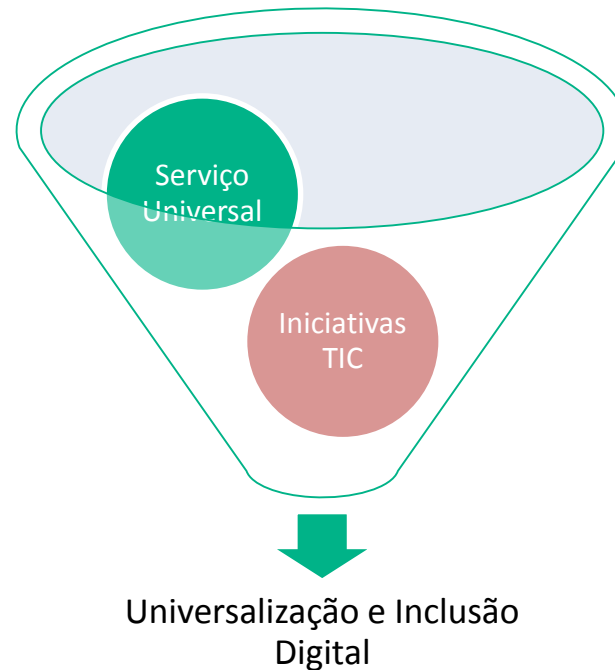 Serviço
Universal
Iniciativas
TIC
Universalização e Inclusão
Digital